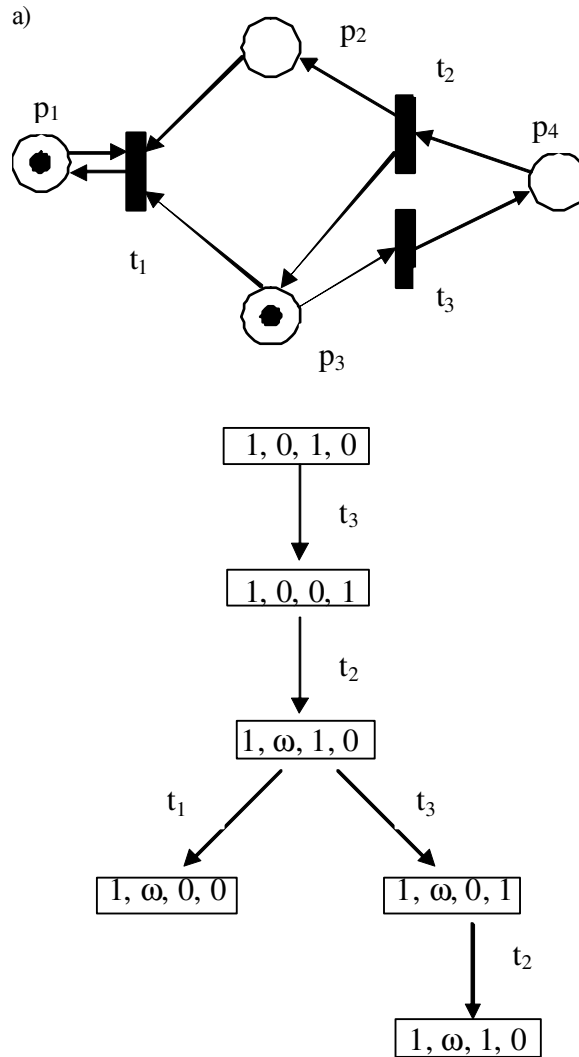 a)
p2
t2
p1
p4
t1
t3
p3
1, 0, 1, 0
t3
1, 0, 0, 1
t2
1, ω, 1, 0
t1
t3
1, ω, 0, 0
1, ω, 0, 1
t2
1, ω, 1, 0